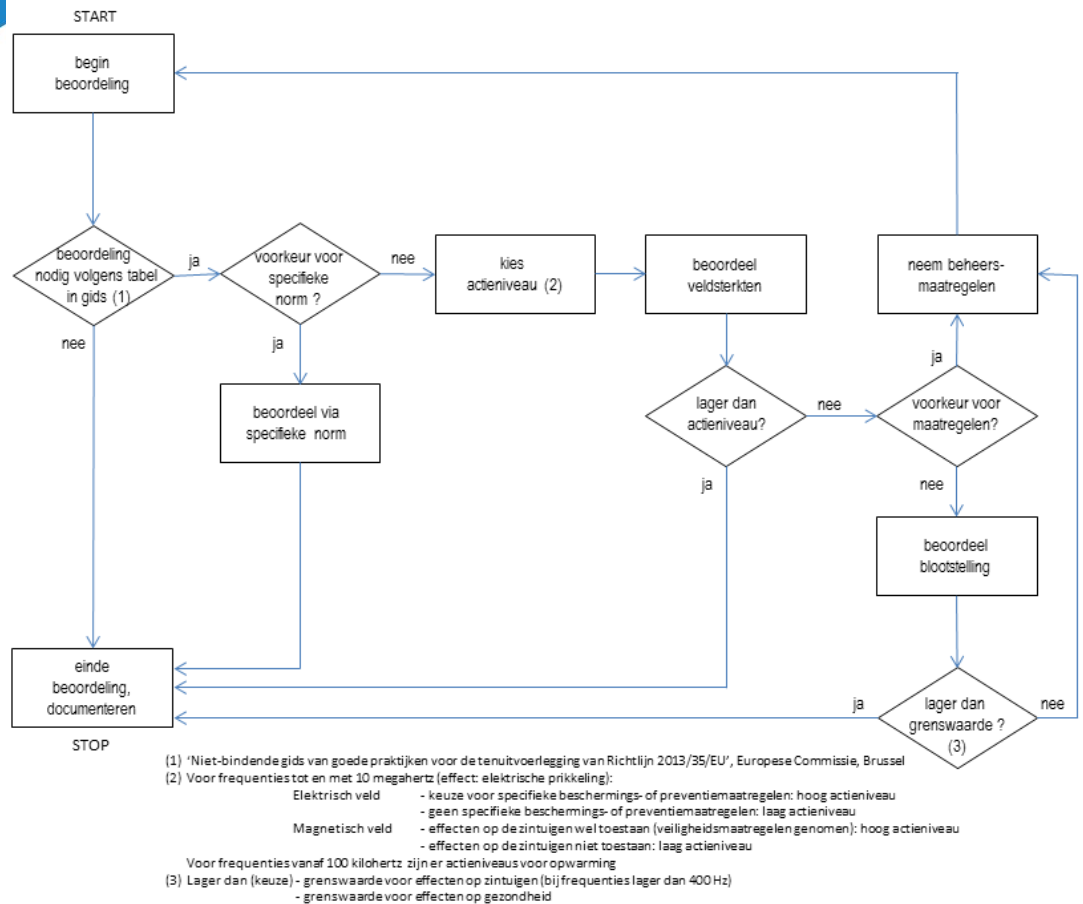 START
begin
beoordeling
beoordeling
nodig volgens tabel
in gids (1)
ja
nee
voorkeur voor
specifieke
norm ?
nee
ja
kies
actieniveau (2)
beoordeel
veldsterkten
neem beheers-
maatregelen
beoordeel via
specifieke norm
lager dan
actieniveau?
nee
ja
ja
voorkeur voor
maatregelen?
nee
beoordeel
blootstelling
einde
beoordeling,
documenteren
STOP
ja
lager dan
grenswaarde ?
(3)
nee
(1) 'Niet-bindende gids van goede praktijken voor de tenuitvoerlegging van Richtlijn 2013/35/EU', Europese Commissie, Brussel
(2) Voor frequenties tot en met 10 megahertz (effect: elektrische prikkeling):
Elektrisch veld - keuze voor specifieke beschermings- of preventiemaatregelen: hoog actieniveau
- geen specifieke beschermings- of preventiemaatregelen: laag actieniveau
Magnetisch veld - effecten op de zintuigen wel toestaan (veiligheidsmaatregelen genomen): hoog actieniveau
- effecten op de zintuigen niet toestaan: laag actieniveau
Voor frequenties vanaf 100 kilohertz zijn er actieniveaus voor opwarming
(3) Lager dan (keuze) - grenswaarde voor effecten op zintuigen (bij frequenties lager dan 400 Hz)
- grenswaarde voor effecten op gezondheid